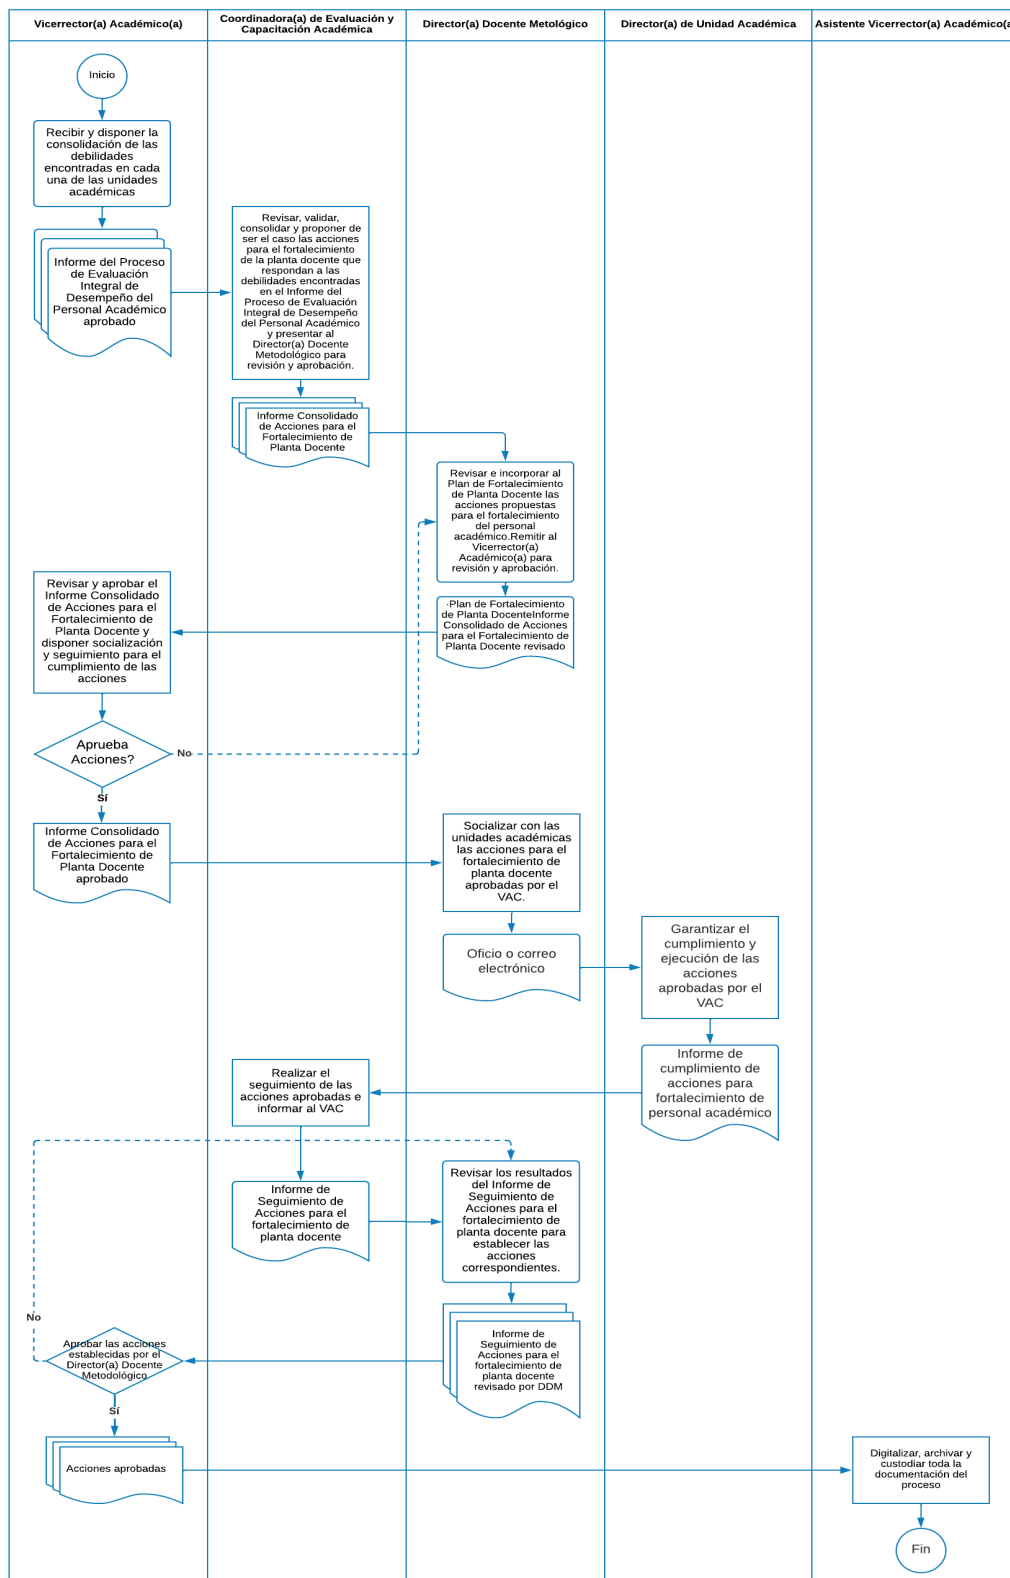 Vicerrector(a) Académico(a)
Coordinadora(a) de Evaluación y
Capacitación Académica
Director(a) Docente Metológico
Director(a) de Unidad Académica
Asistente Vicerrector(a) Académico(a
Inicio
Recibir y disponer la
consolidación de las
debilidades
encontradas en cada
una de las unidades
académicas
Informe del Proceso
de Evaluación
Integral de
Desempeño del
Personal Académico
aprobado
Revisar, validar,
consolidar y proponer de
ser el caso las acciones
para el fortalecimiento
de la planta docente que
respondan a las
debilidades encontradas
en el Informe del
Proceso de Evaluación
Integral de Desempeño
del Personal Académico
y presentar al
Director(a) Docente
Metodológico para
revisión y aprobación.
Informe Consolidado
de Acciones para el
Fortalecimiento de
Planta Docente
Revisar e incorporar al
Plan de Fortalecimiento
de Planta Docente las
acciones propuestas
para el fortalecimiento
del personal
académico.Remitir al
Vicerrector(a)
Académico(a) para
revisión y aprobación.
·Plan de Fortalecimiento
de Planta DocenteInforme
Consolidado de Acciones
para el Fortalecimiento de
Planta Docente revisado
Revisar y aprobar el
Informe Consolidado
de Acciones para el
Fortalecimiento de
Planta Docente y
disponer socialización
y seguimiento para el
cumplimiento de las
acciones
Aprueba
Acciones?
No
Sí
Informe Consolidado
de Acciones para el
Fortalecimiento de
Planta Docente
aprobado
Socializar con las
unidades académicas
las acciones para el
fortalecimiento de
planta docente
aprobadas por el
VAC.
Oficio o correo
electrónico
Garantizar el
cumplimiento y
ejecución de las
acciones
aprobadas por el
VAC
Informe de
cumplimiento de
acciones para
fortalecimiento de
personal académico
Realizar el
seguimiento de las
acciones aprobadas e
informar al VAC
Informe de
Seguimiento de
Acciones para el
fortalecimiento de
planta docente
Revisar los resultados
del Informe de
Seguimiento de
Acciones para el
fortalecimiento de
planta docente para
establecer las
acciones
correspondientes.
Informe de
Seguimiento de
Acciones para el
fortalecimiento de
planta docente
revisado por DDM
No
Aprobar las acciones
establecidas por el
Director(a) Docente
Metodológico
Sí
Acciones aprobadas
Digitalizar, archivar y
custodiar toda la
documentación del
proceso
Fin